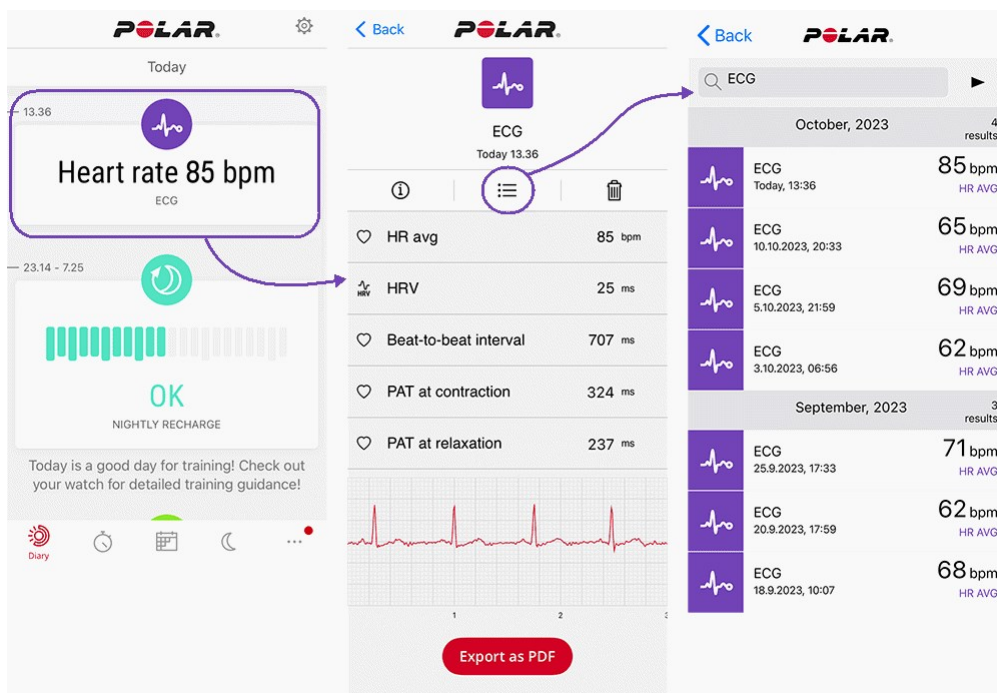 POLAR.
Today
13.36
Heart rate 85 bpm
ECG
23.14 - 7.25
OK
NIGHTLY RECHARGE
Today is a good day for training! Check out
your watch for detailed training guidance!
Diary
Back
POLAR.
ECG
Today 13.36
HR avg 85 bpm
HRV HRV 25 ms
Beat-to-beat interval 707 ms
PAT at contraction 324 ms
PAT at relaxation 237 ms
1 2
Export as PDF
Back
POLAR.
ECG
October, 2023 4
results
ECG 85 bpm
Today, 13:36 HR AVG
ECG 65 bpm
10.10.2023, 20:33 HR AVG
ECG 69 bpm
5.10.2023, 21:59 HR AVG
ECG 62 bpm
3.10.2023, 06:56 HR AVG
September, 2023 3
results
ECG 71 bpm
25.9.2023, 17:33 HR AVG
ECG 62 bpm
20.9.2023, 17:59 HR AVG
ECG 68 bpm
18.9.2023, 10:07 HR AVG